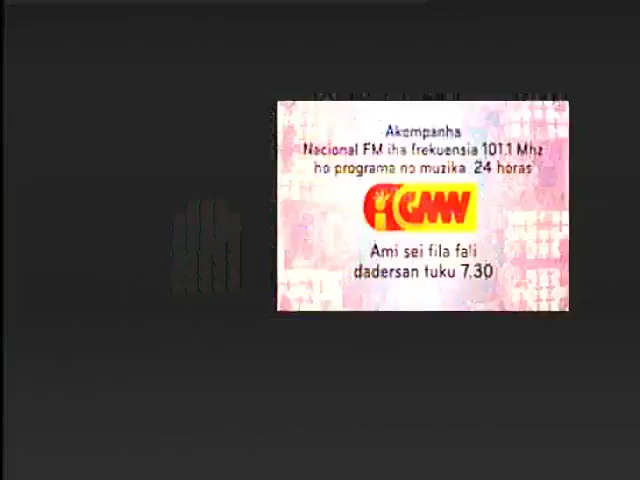 Akompanha
Nacional FM iha frekuensia 101.1 Mhz
ho programa no muzika 24 horas
GMN
Ami sei fila fali
dadersan tuku 7.30